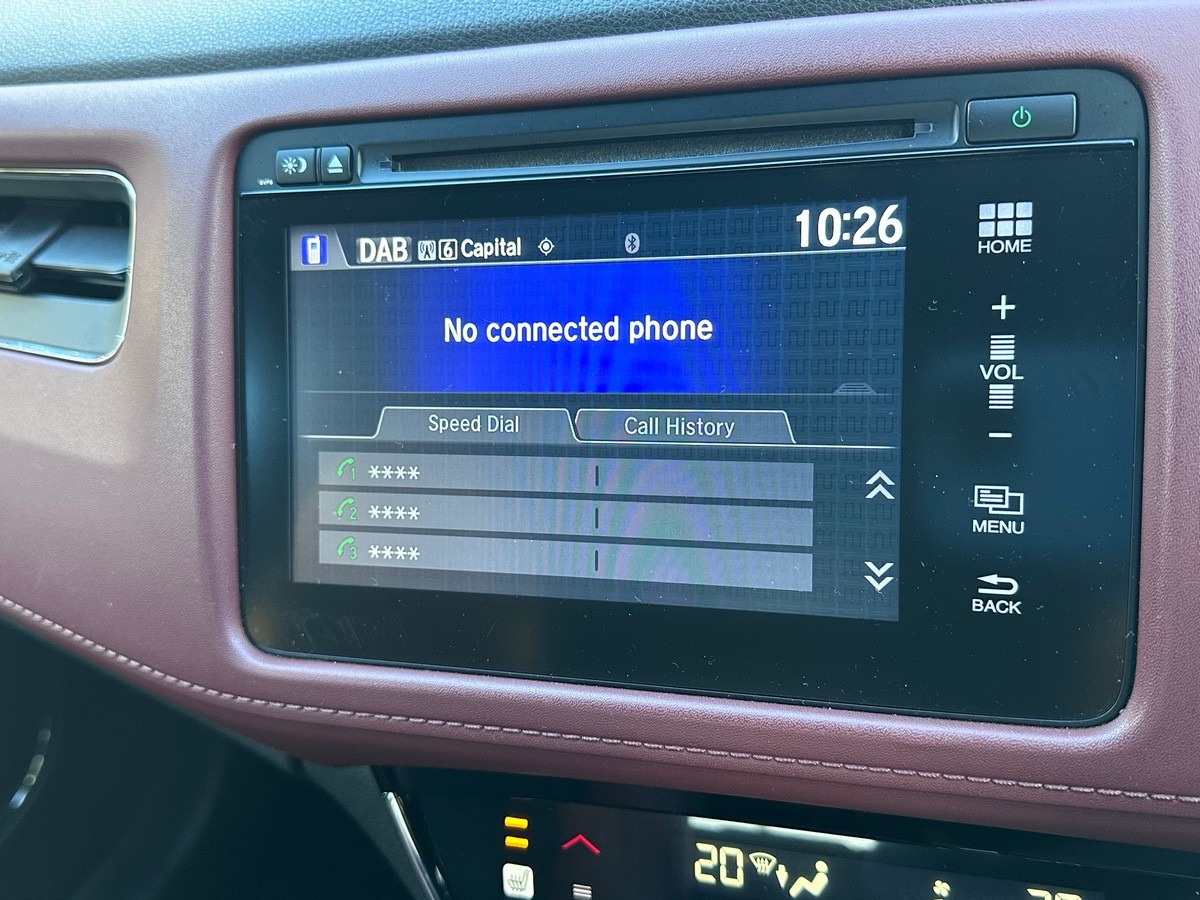 DAB 6 Capital
10:26
No connected phone
Speed Dial
Call History
1 ****
2 ****
3 ****
HOME
+
VOL
−
MENU
BACK
20